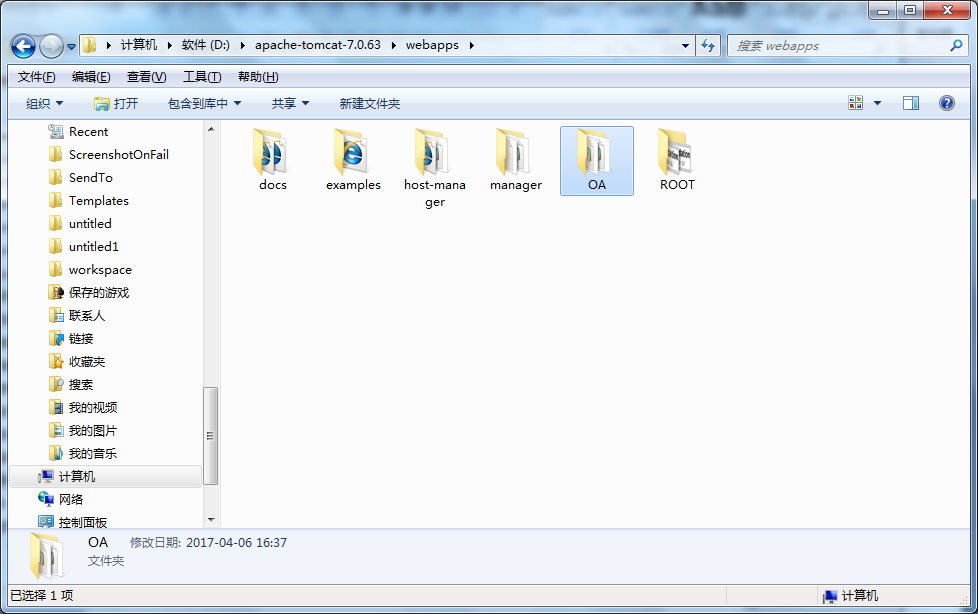 计算机 软件 (D:) apache-tomcat-7.0.63 webapps
搜索 webapps
文件(F) 编辑(E) 查看(V) 工具(T) 帮助(H)
组织 打开 包含到库中 共享 新建文件夹
Recent
ScreenshotOnFail
SendTo
Templates
untitled
untitled1
workspace
保存的游戏
联系人
链接
收藏夹
搜索
我的视频
我的图片
我的音乐
计算机
网络
控制面板
docs
examples
host-mana
ger
manager
OA
ROOT
OA 修改日期: 2017-04-06 16:37
文件夹
已选择 1 项
计算机